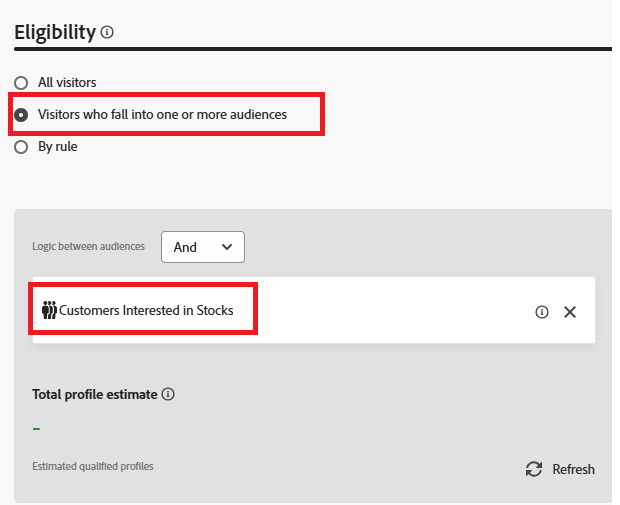 Eligibility
All visitors
Visitors who fall into one or more audiences
By rule
Logic between audiences And
Customers Interested in Stocks
Total profile estimate
–
Estimated qualified profiles Refresh